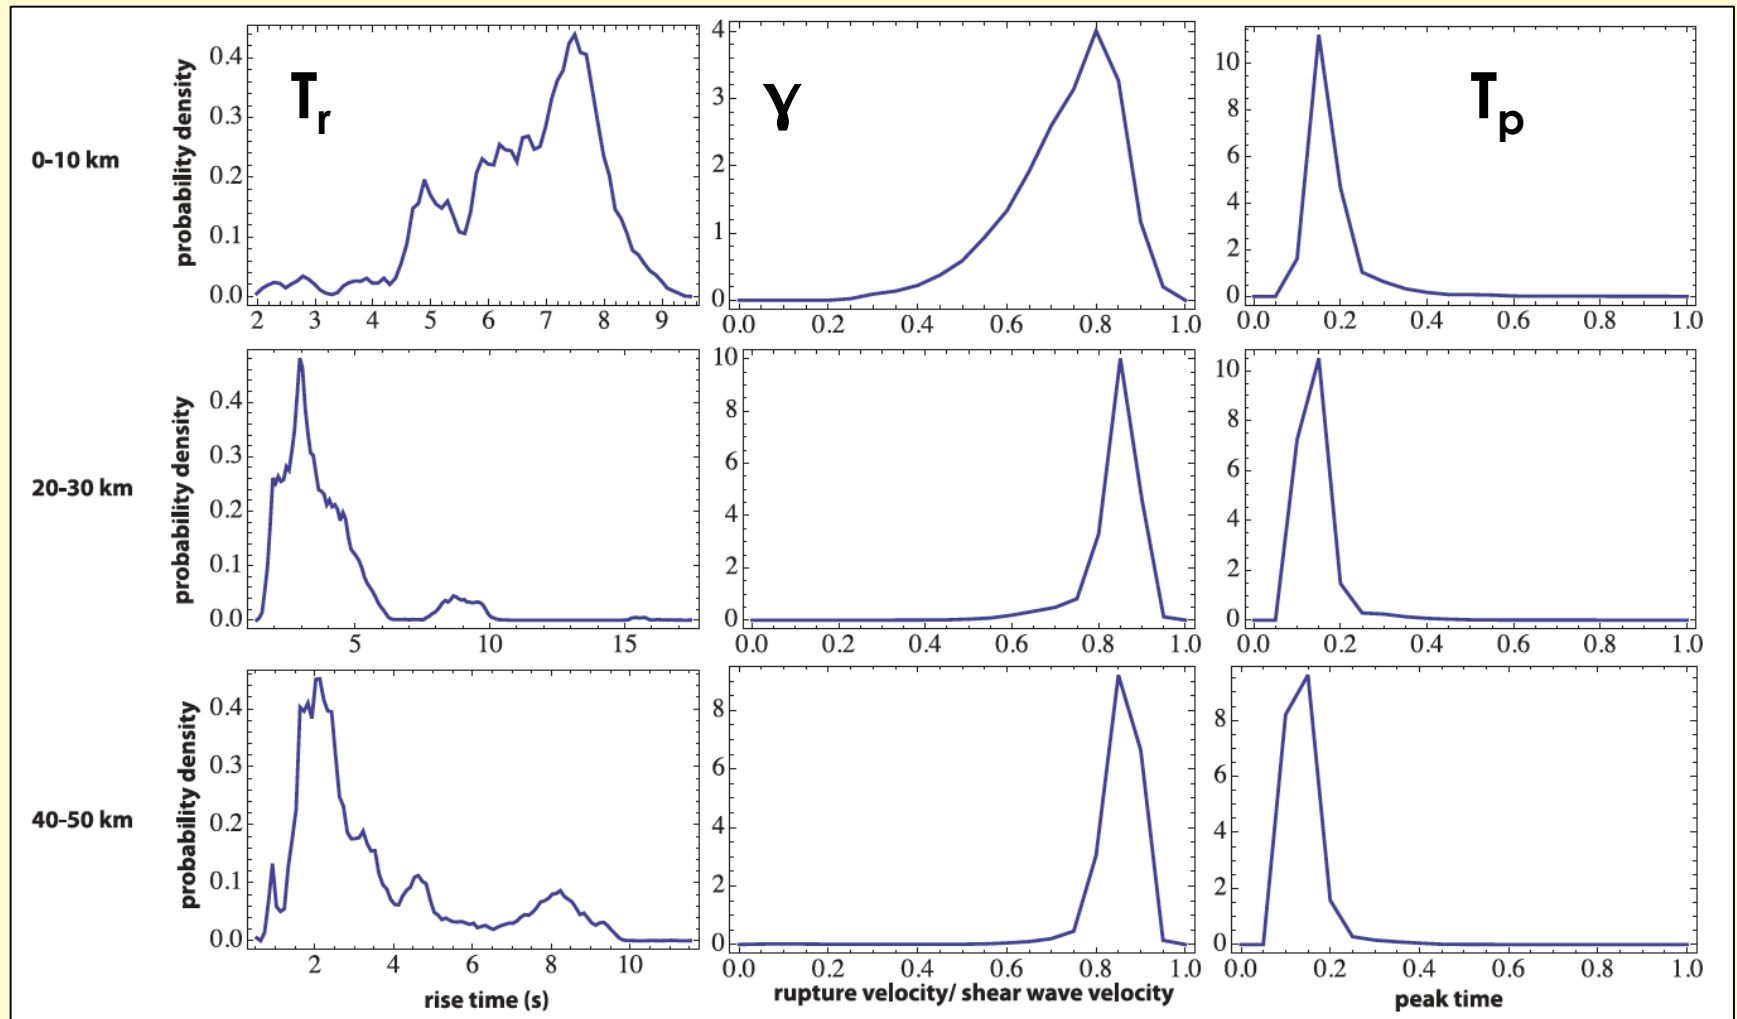 0-10 km
probability density
0.4
0.3
0.2
0.1
0.0
2 3 4 5 6 7 8 9
Tr
4
3
2
1
0
0.0 0.2 0.4 0.6 0.8 1.0
γ
10
8
6
4
2
0
0.0 0.2 0.4 0.6 0.8 1.0
Tp
20-30 km
probability density
0.4
0.3
0.2
0.1
0.0
5 10 15
10
8
6
4
2
0
0.0 0.2 0.4 0.6 0.8 1.0
10
8
6
4
2
0
0.0 0.2 0.4 0.6 0.8 1.0
40-50 km
probability density
0.4
0.3
0.2
0.1
0.0
2 4 6 8 10
rise time (s)
8
6
4
2
0
0.0 0.2 0.4 0.6 0.8 1.0
rupture velocity/ shear wave velocity
8
6
4
2
0
0.0 0.2 0.4 0.6 0.8 1.0
peak time